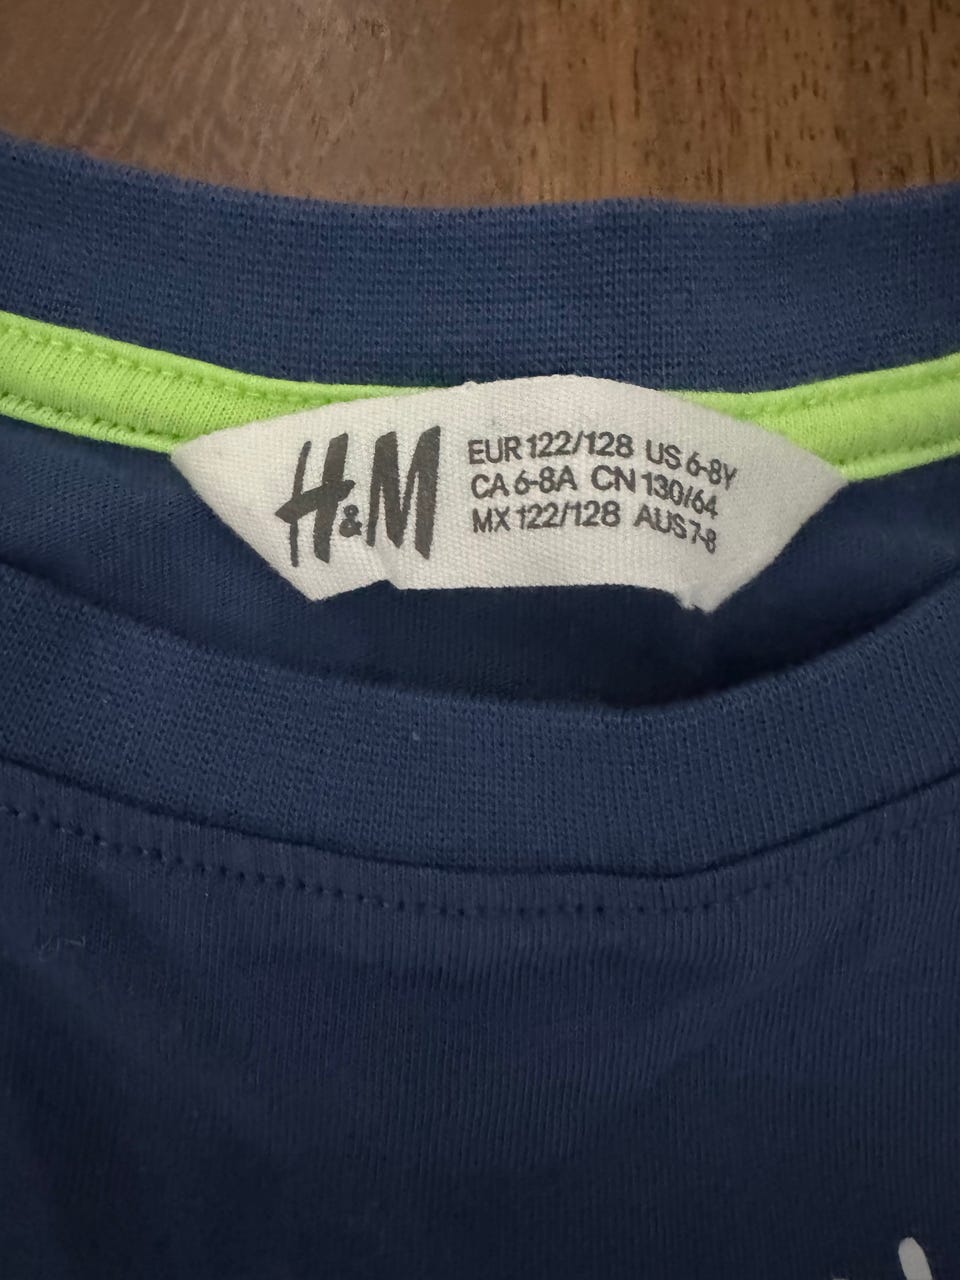 H&M
EUR 122/128 US 6-8Y
CA 6-8A CN 130/64
MX 122/128 AUS 7-8